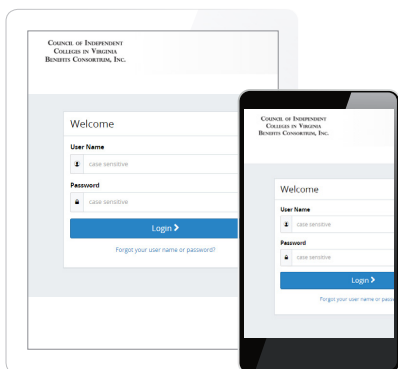 COUNCIL OF INDEPENDENT
COLLEGES IN VIRGINIA
BENEFITS CONSORTIUM, INC.
Welcome
User Name
case sensitive
Password
case sensitive
Login
Forgot your user name or password?
COUNCIL OF INDEPENDENT
COLLEGES IN VIRGINIA
BENEFITS CONSORTIUM, INC.
Welcome
User Name
case sensitive
Password
case sensitive
Login
Forgot your user name or